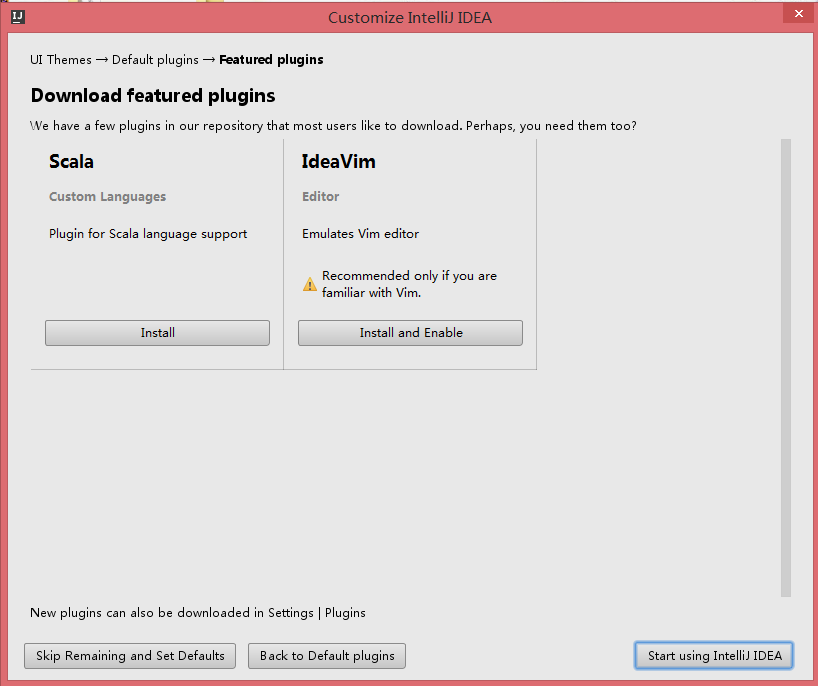 IJ
Customize IntelliJ IDEA
UI Themes → Default plugins → Featured plugins
Download featured plugins
We have a few plugins in our repository that most users like to download. Perhaps, you need them too?
Scala
Custom Languages
Plugin for Scala language support
Install
IdeaVim
Editor
Emulates Vim editor
Recommended only if you are
familiar with Vim.
Install and Enable
New plugins can also be downloaded in Settings | Plugins
Skip Remaining and Set Defaults
Back to Default plugins
Start using IntelliJ IDEA